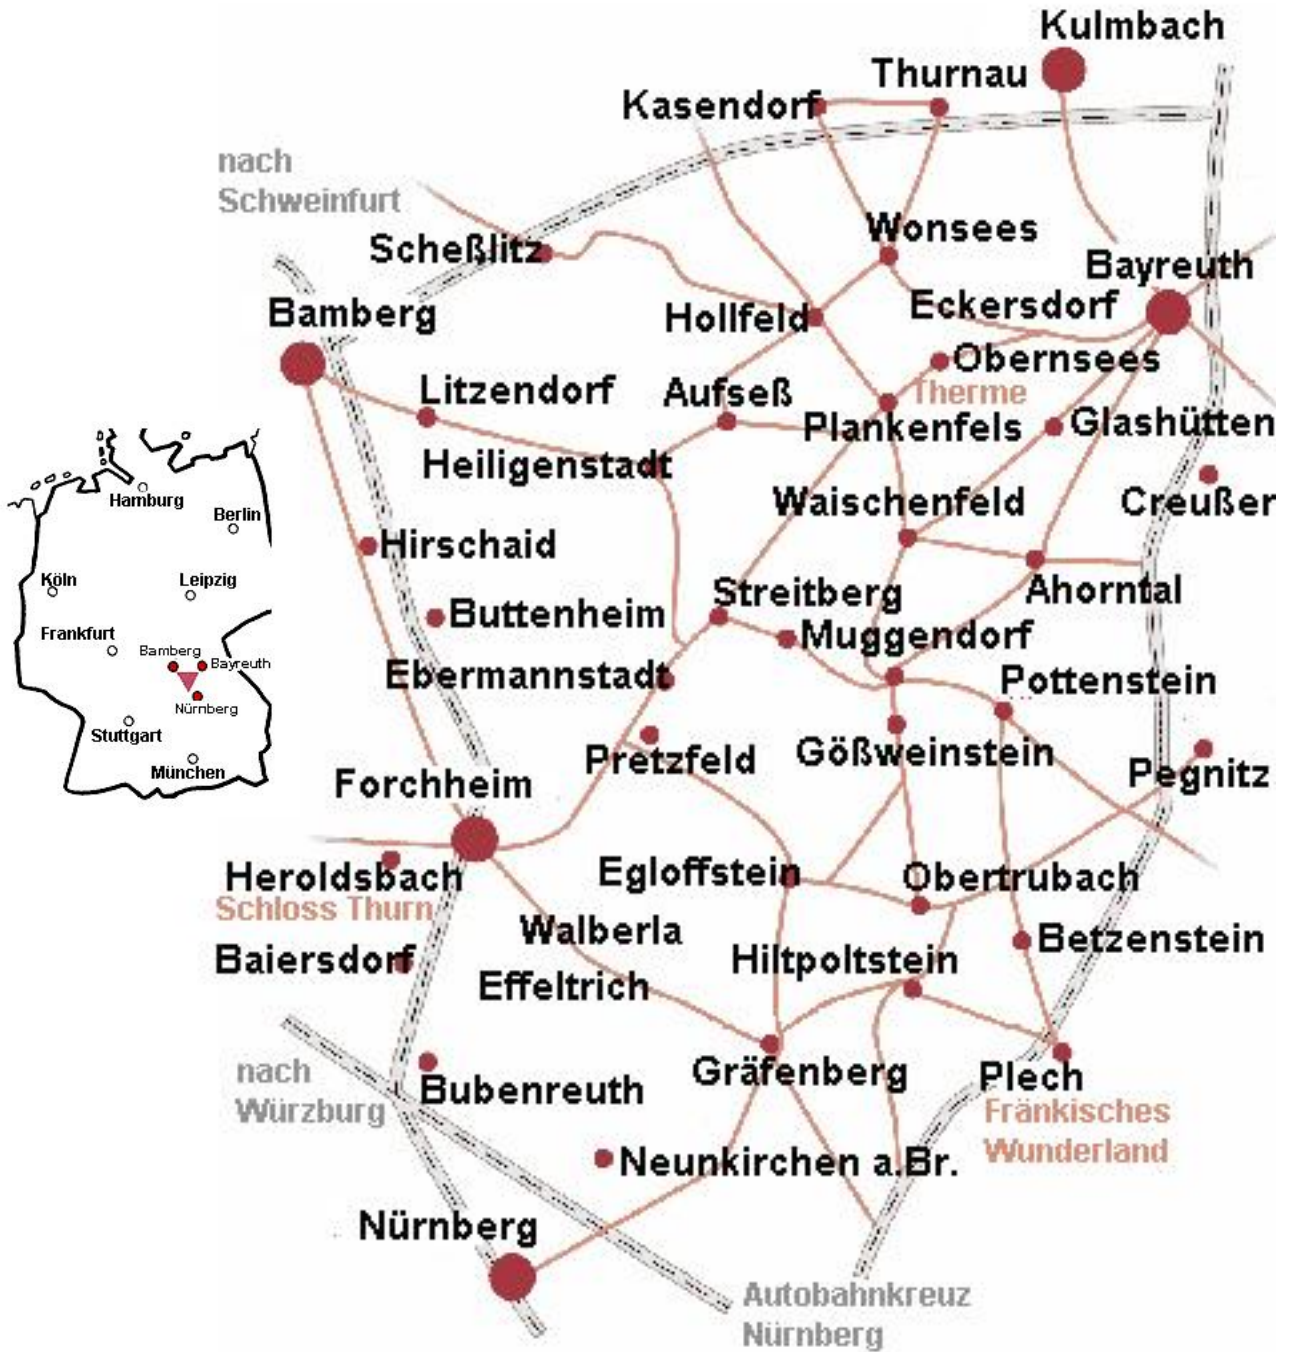 Kulmbach
Thurnau
Kasendorf
nach
Schweinfurt
Wonsees
Scheßlitz
Bayreuth
Bamberg
Eckersdorf
Hollfeld
Obernsees
Therme
Litzendorf
Aufseß
Plankenfels
Glashütten
Heiligenstadt
Waischenfeld
Creußer
Hirschaid
Streitberg
Ahorntal
Buttenheim
Muggendorf
Ebermannstadt
Pottenstein
Pretzfeld
Gößweinstein
Pegnitz
Forchheim
Heroldsbach
Schloss Thurn
Egloffstein
Obertrubach
Walberla
Betzenstein
Baiersdorf
Hiltpoltstein
Effeltrich
nach
Würzburg
Bubenreuth
Gräfenberg
Plech
Fränkisches
Wunderland
Neunkirchen a.Br.
Nürnberg
Autobahnkreuz
Nürnberg
Hamburg
Berlin
Köln
Leipzig
Frankfurt
Bamberg
Bayreuth
Nürnberg
Stuttgart
München